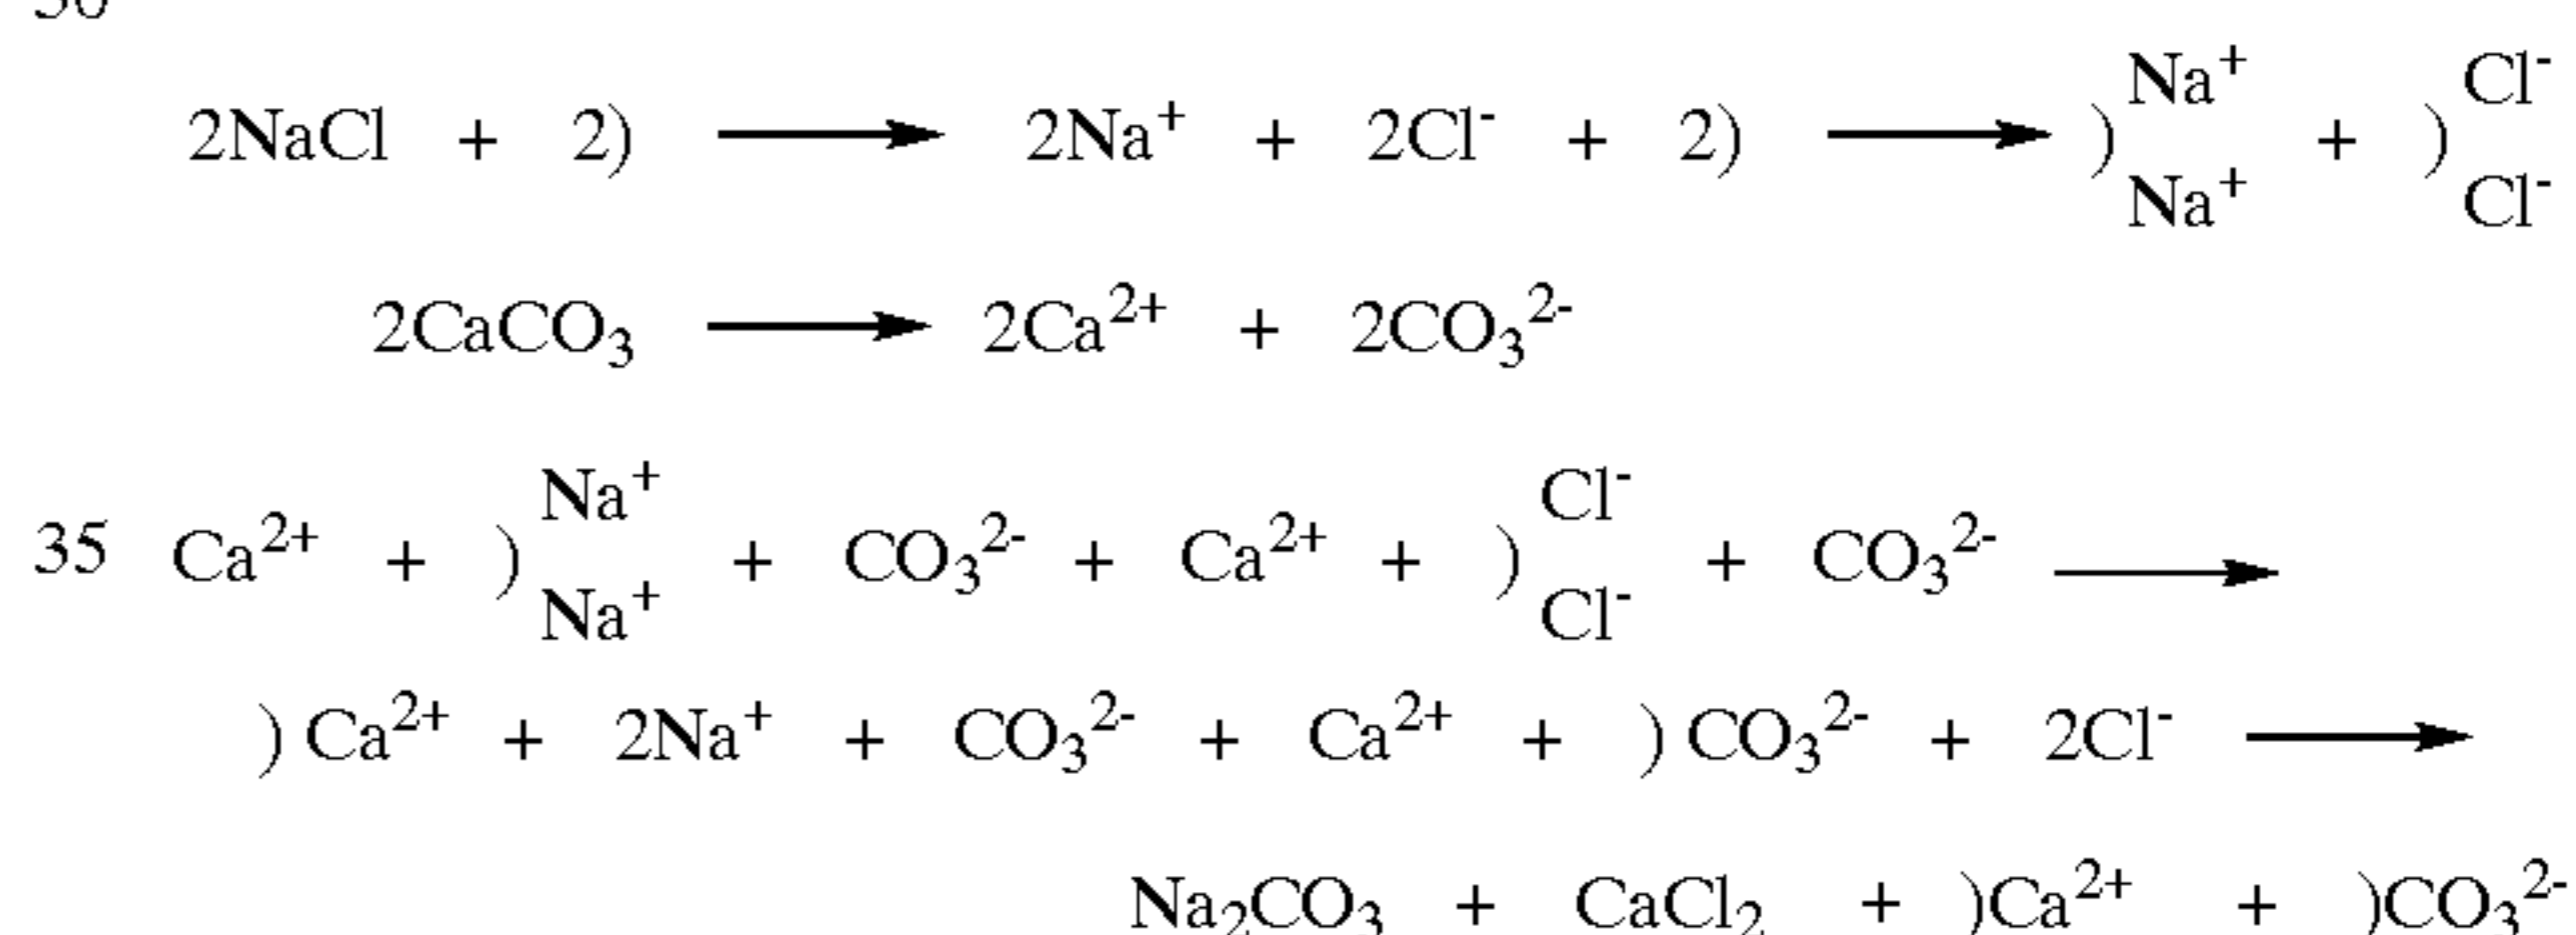 30
2NaCl + 2) ⟶ 2Na⁺ + 2Cl⁻ + 2) ⟶ ) Na⁺ Na⁺ + ) Cl⁻ Cl⁻
2CaCO₃ ⟶ 2Ca²⁺ + 2CO₃²⁻
35 Ca²⁺ + ) Na⁺ Na⁺ + CO₃²⁻ + Ca²⁺ + ) Cl⁻ Cl⁻ + CO₃²⁻ ⟶
) Ca²⁺ + 2Na⁺ + CO₃²⁻ + Ca²⁺ + ) CO₃²⁻ + 2Cl⁻ ⟶
Na₂CO₃ + CaCl₂ + )Ca²⁺ + )CO₃²⁻